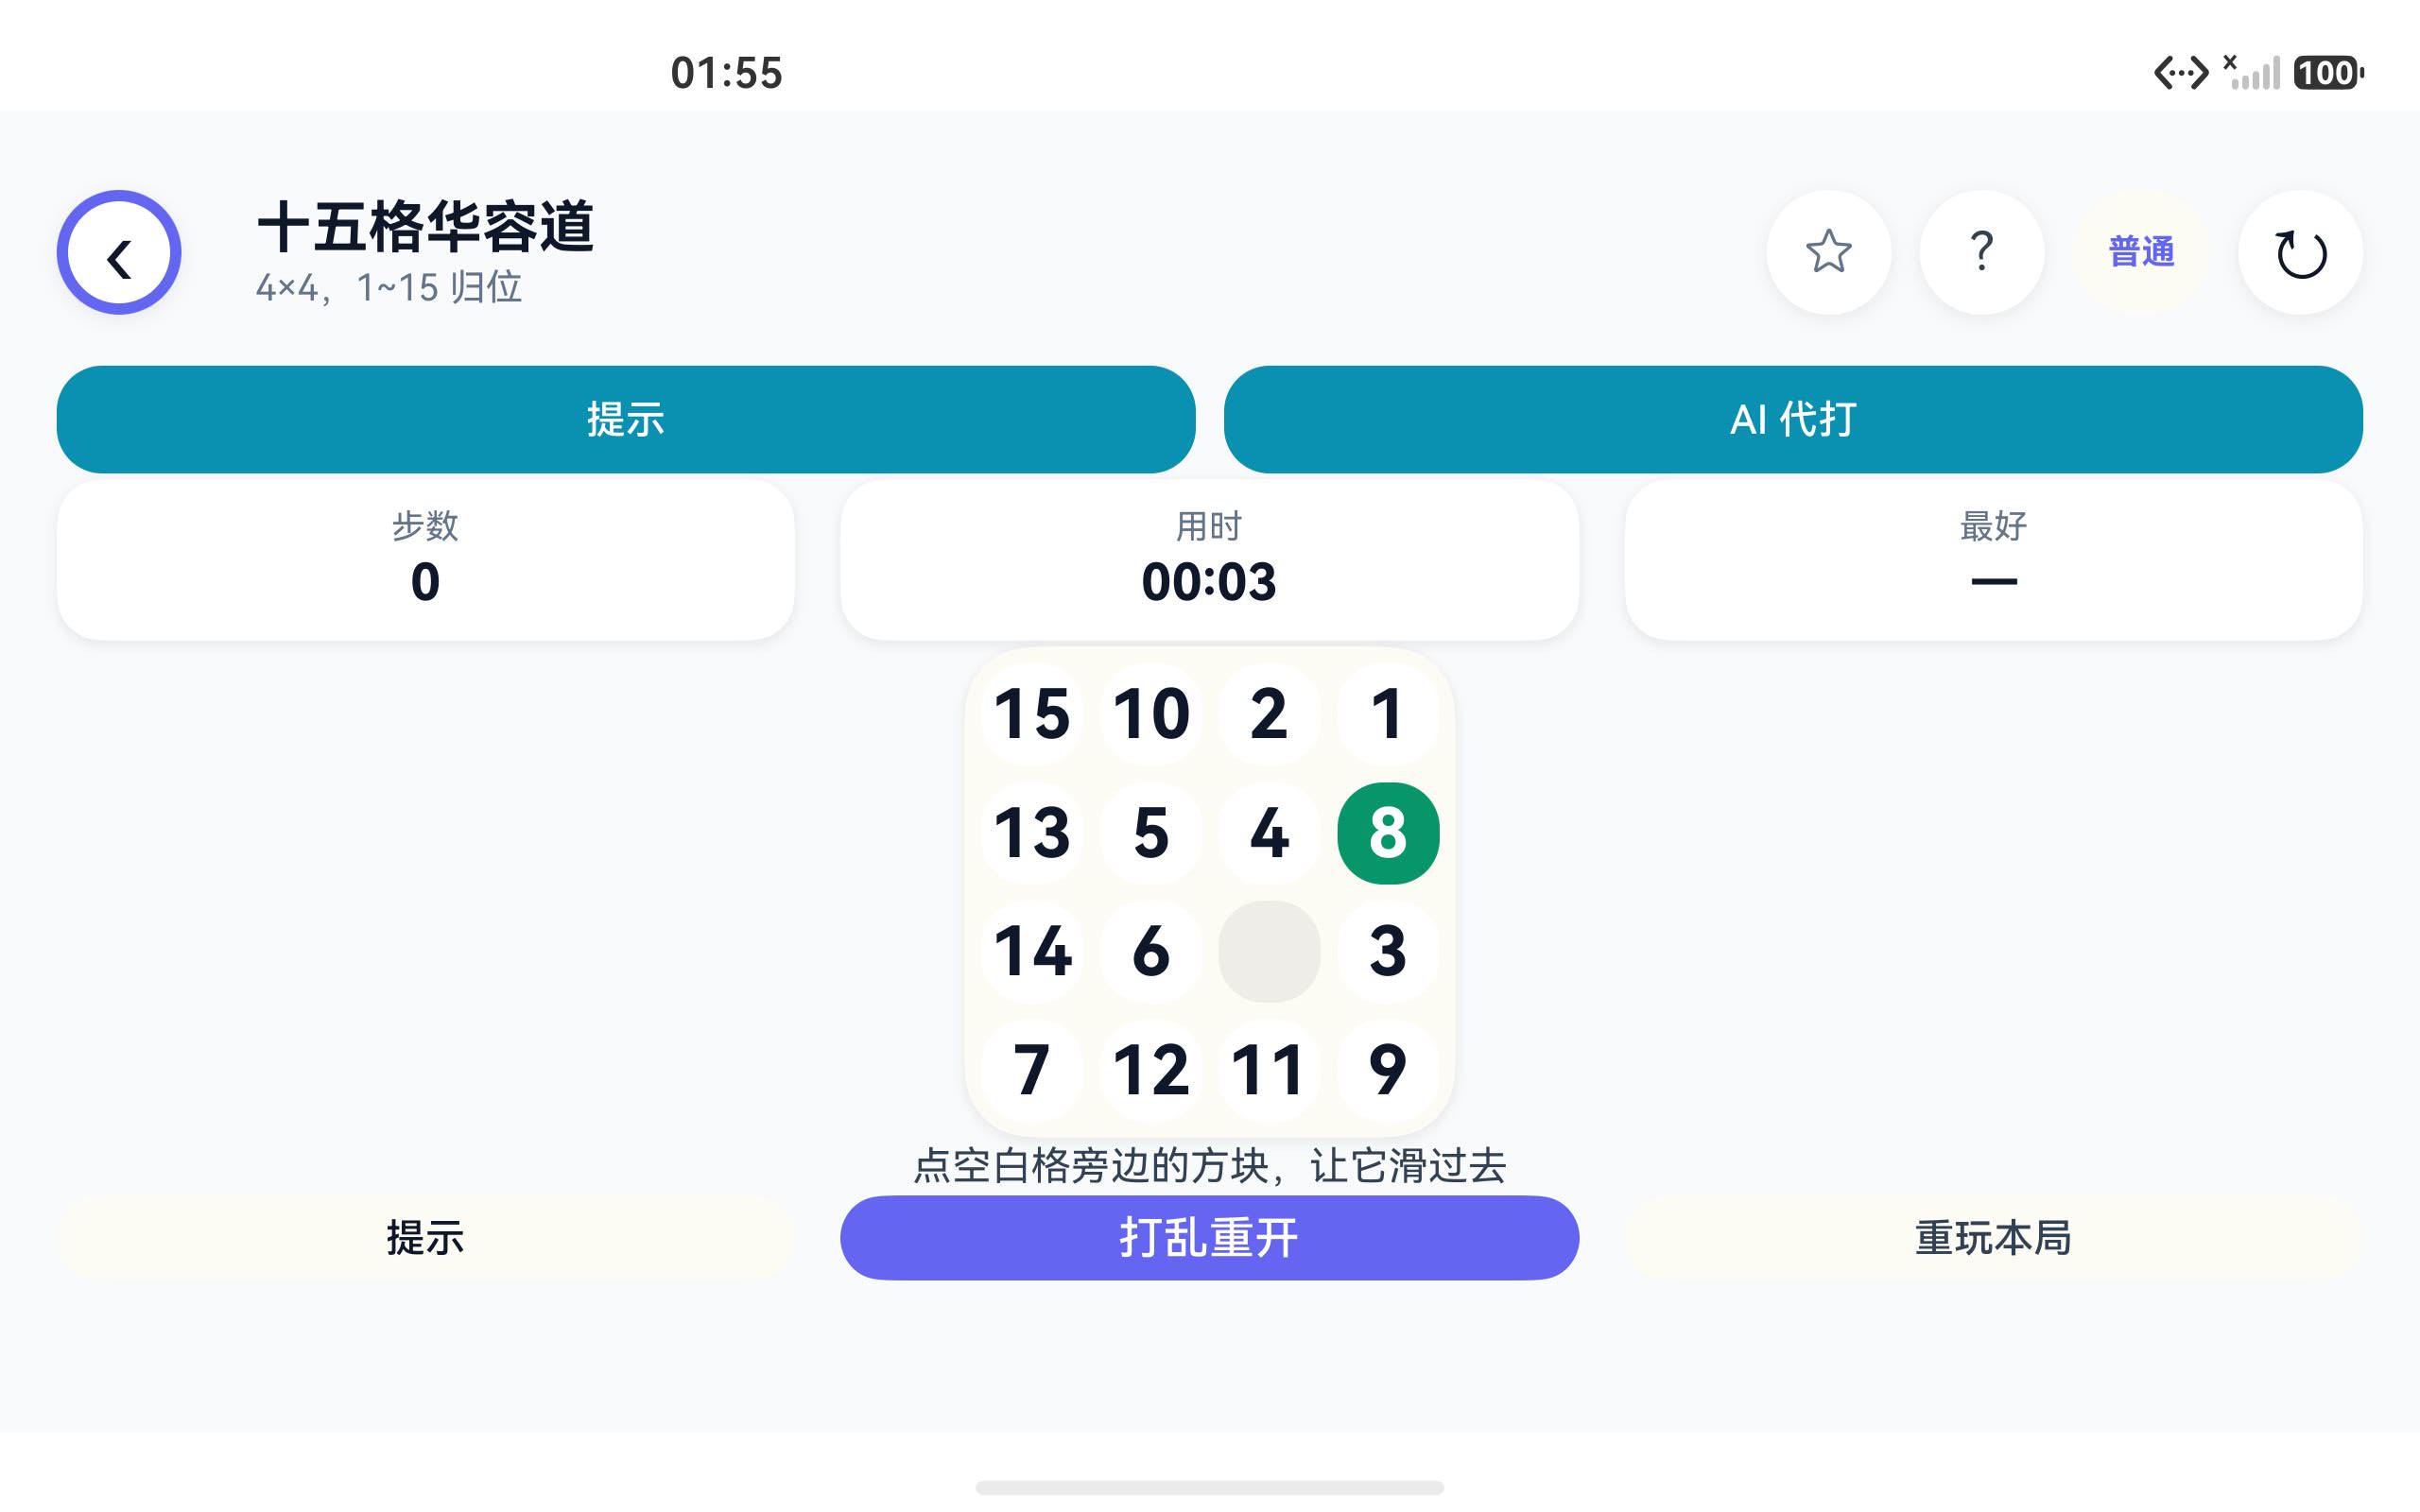 01:55
100
十五格华容道
4×4，1~15 归位
?
普通
提示
AI 代打
步数
0
用时
00:03
最好
—
15 10 2 1
13 5 4 8
14 6 3
7 12 11 9
点空白格旁边的方块，让它滑过去
提示
打乱重开
重玩本局